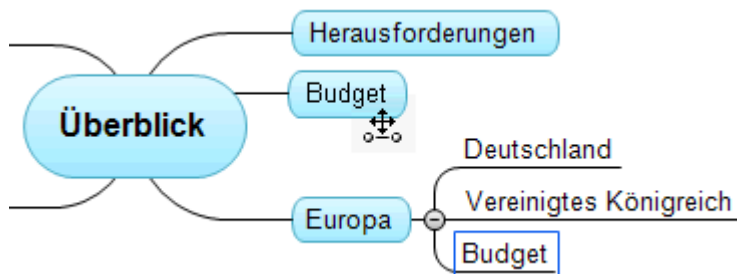 Herausforderungen
Überblick
Budget
Europa
Deutschland
Vereinigtes Königreich
Budget